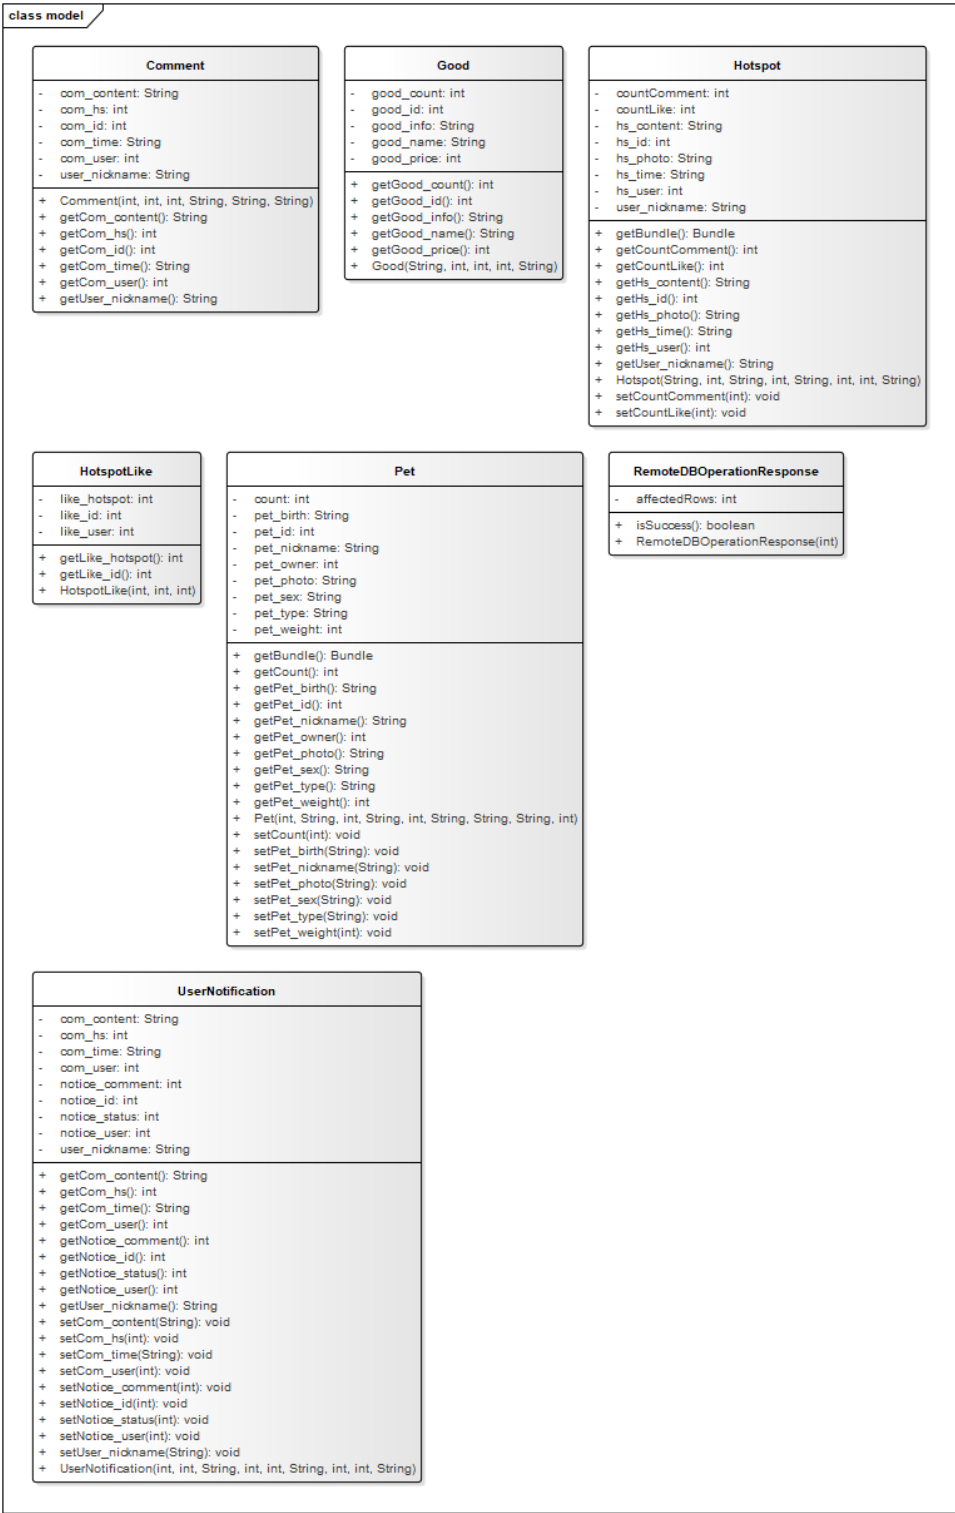 class model
Comment
- com_content: String
- com_hs: int
- com_id: int
- com_time: String
- com_user: int
- user_nickname: String
+ Comment(int, int, int, String, String, String)
+ getCom_content(): String
+ getCom_hs(): int
+ getCom_id(): int
+ getCom_time(): String
+ getCom_user(): int
+ getUser_nickname(): String
Good
- good_count: int
- good_id: int
- good_info: String
- good_name: String
- good_price: int
+ getGood_count(): int
+ getGood_id(): int
+ getGood_info(): String
+ getGood_name(): String
+ getGood_price(): int
+ Good(String, int, int, int, String)
Hotspot
- countComment: int
- countLike: int
- hs_content: String
- hs_id: int
- hs_photo: String
- hs_time: String
- hs_user: int
- user_nickname: String
+ getBundle(): Bundle
+ getCountComment(): int
+ getCountLike(): int
+ getHs_content(): String
+ getHs_id(): int
+ getHs_photo(): String
+ getHs_time(): String
+ getHs_user(): int
+ getUser_nickname(): String
+ Hotspot(String, int, String, int, String, int, int, String)
+ setCountComment(int): void
+ setCountLike(int): void
HotspotLike
- like_hotspot: int
- like_id: int
- like_user: int
+ getLike_hotspot(): int
+ getLike_id(): int
+ HotspotLike(int, int, int)
Pet
- count: int
- pet_birth: String
- pet_id: int
- pet_nickname: String
- pet_owner: int
- pet_photo: String
- pet_sex: String
- pet_type: String
- pet_weight: int
+ getBundle(): Bundle
+ getCount(): int
+ getPet_birth(): String
+ getPet_id(): int
+ getPet_nickname(): String
+ getPet_owner(): int
+ getPet_photo(): String
+ getPet_sex(): String
+ getPet_type(): String
+ getPet_weight(): int
+ Pet(int, String, int, String, int, String, String, String, int)
+ setCount(int): void
+ setPet_birth(String): void
+ setPet_nickname(String): void
+ setPet_photo(String): void
+ setPet_sex(String): void
+ setPet_type(String): void
+ setPet_weight(int): void
RemoteDBOperationResponse
- affectedRows: int
+ isSuccess(): boolean
+ RemoteDBOperationResponse(int)
UserNotification
- com_content: String
- com_hs: int
- com_time: String
- com_user: int
- notice_comment: int
- notice_id: int
- notice_status: int
- notice_user: int
- user_nickname: String
+ getCom_content(): String
+ getCom_hs(): int
+ getCom_time(): String
+ getCom_user(): int
+ getNotice_comment(): int
+ getNotice_id(): int
+ getNotice_status(): int
+ getNotice_user(): int
+ getUser_nickname(): String
+ setCom_content(String): void
+ setCom_hs(int): void
+ setCom_time(String): void
+ setCom_user(int): void
+ setNotice_comment(int): void
+ setNotice_id(int): void
+ setNotice_status(int): void
+ setNotice_user(int): void
+ setUser_nickname(String): void
+ UserNotification(int, int, String, int, int, String, int, int, String)